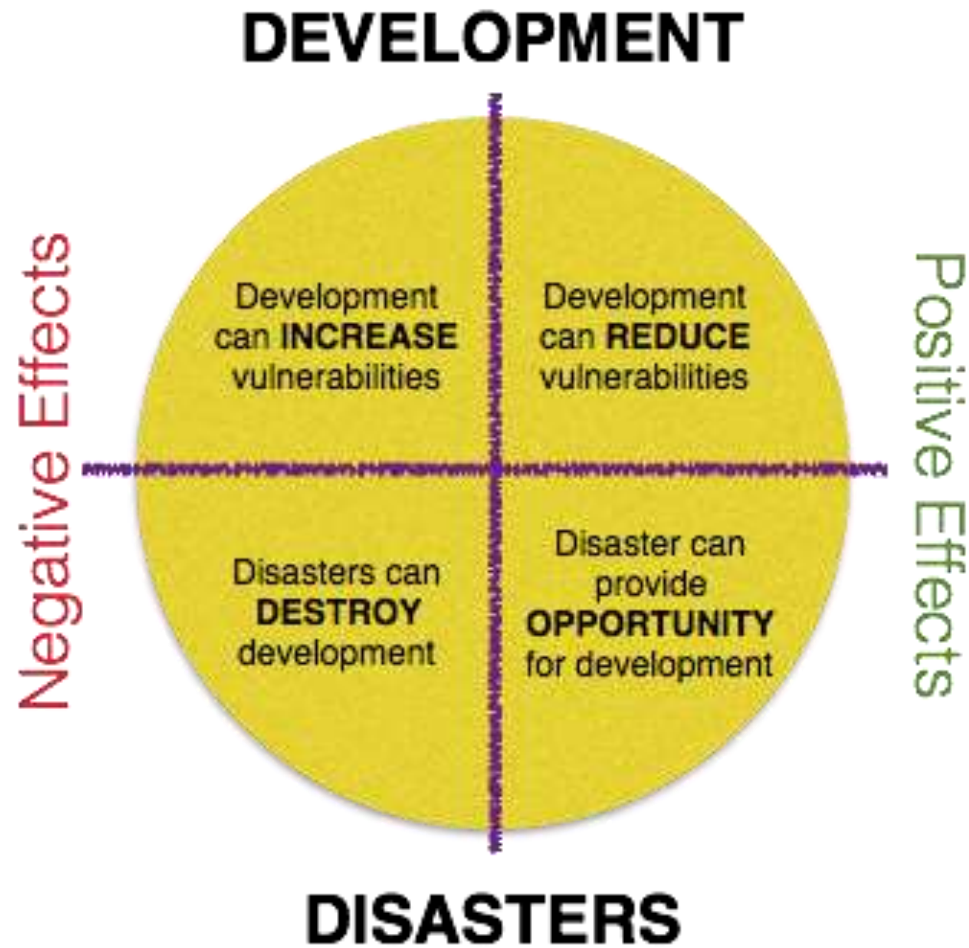 DEVELOPMENT
Negative Effects
Development
can INCREASE
vulnerabilities
Development
can REDUCE
vulnerabilities
Disasters can
DESTROY
development
Disaster can
provide
OPPORTUNITY
for development
Positive Effects
DISASTERS